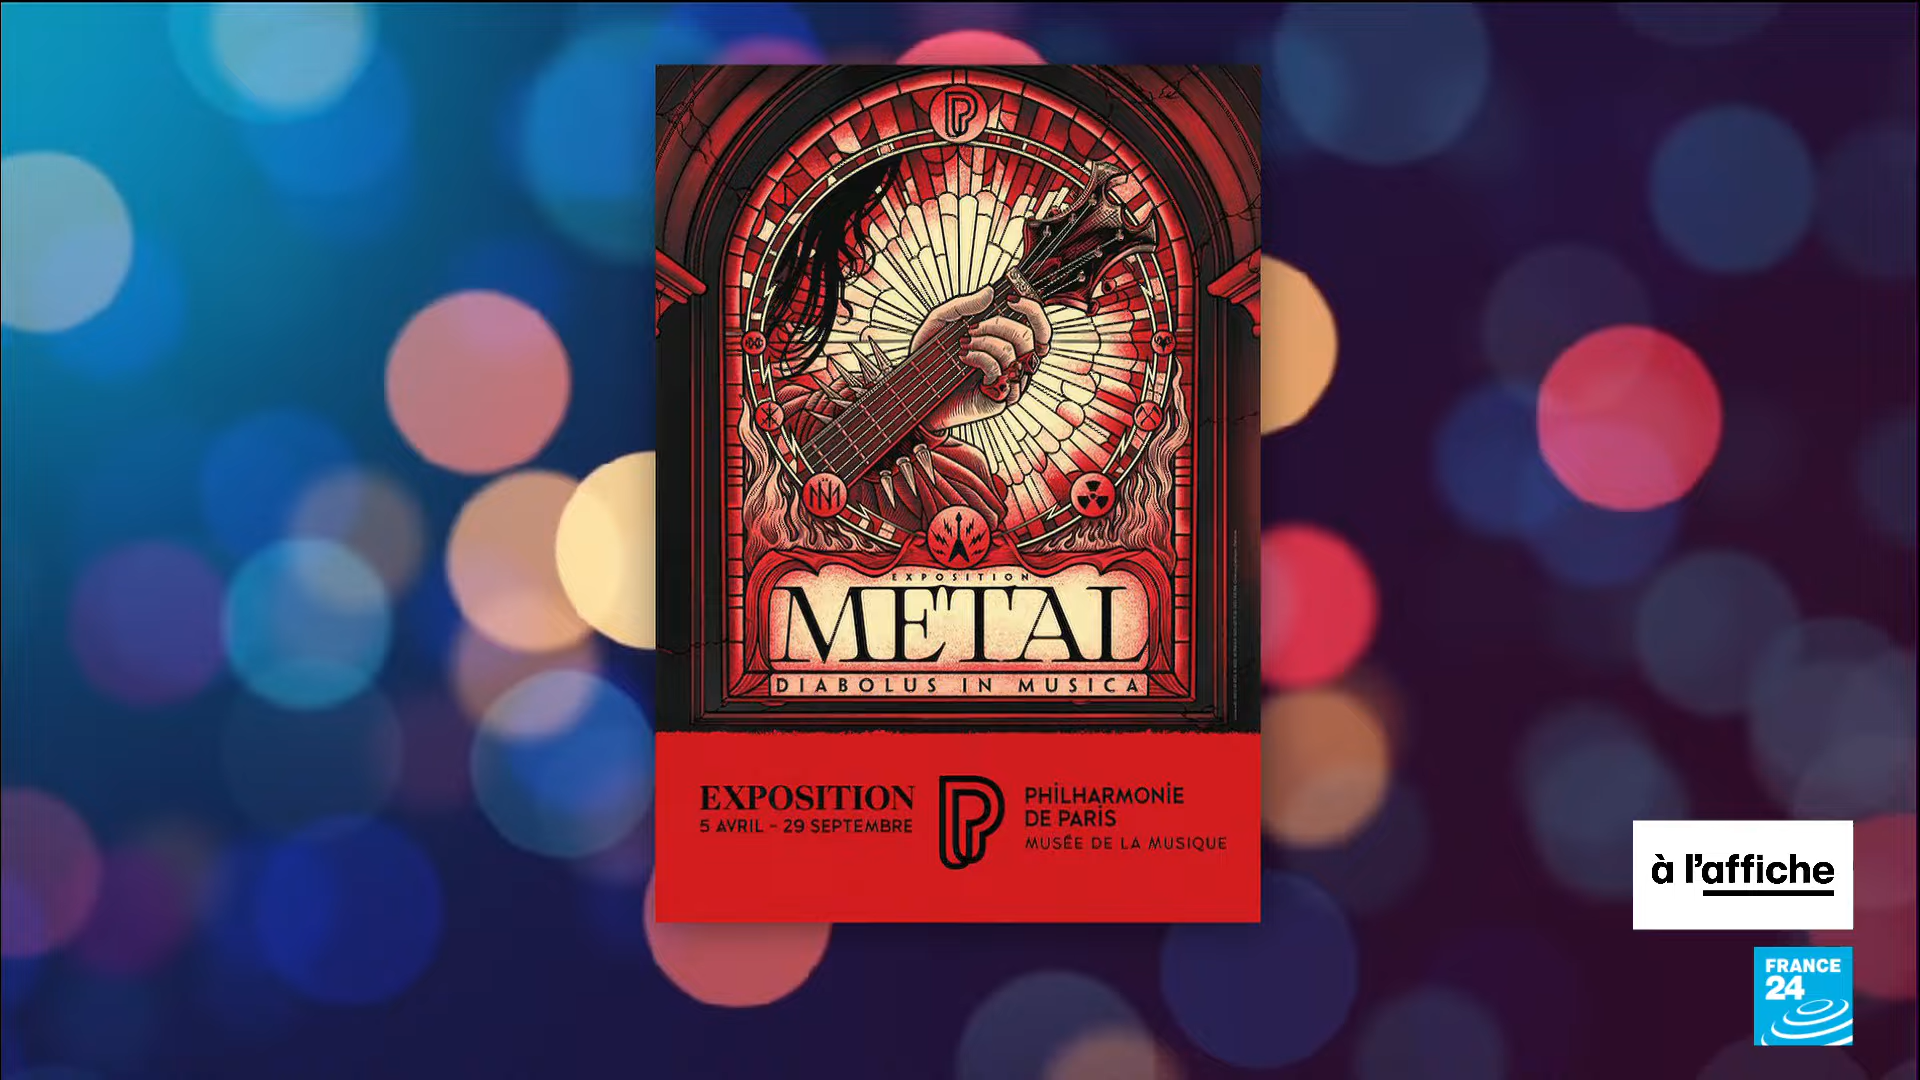 EXPOSITION
METAL
DIABOLUS IN MUSICA
EXPOSITION
5 AVRIL - 29 SEPTEMBRE
PHILHARMONIE
DE PARIS
MUSÉE DE LA MUSIQUE
à l'affiche
FRANCE
24